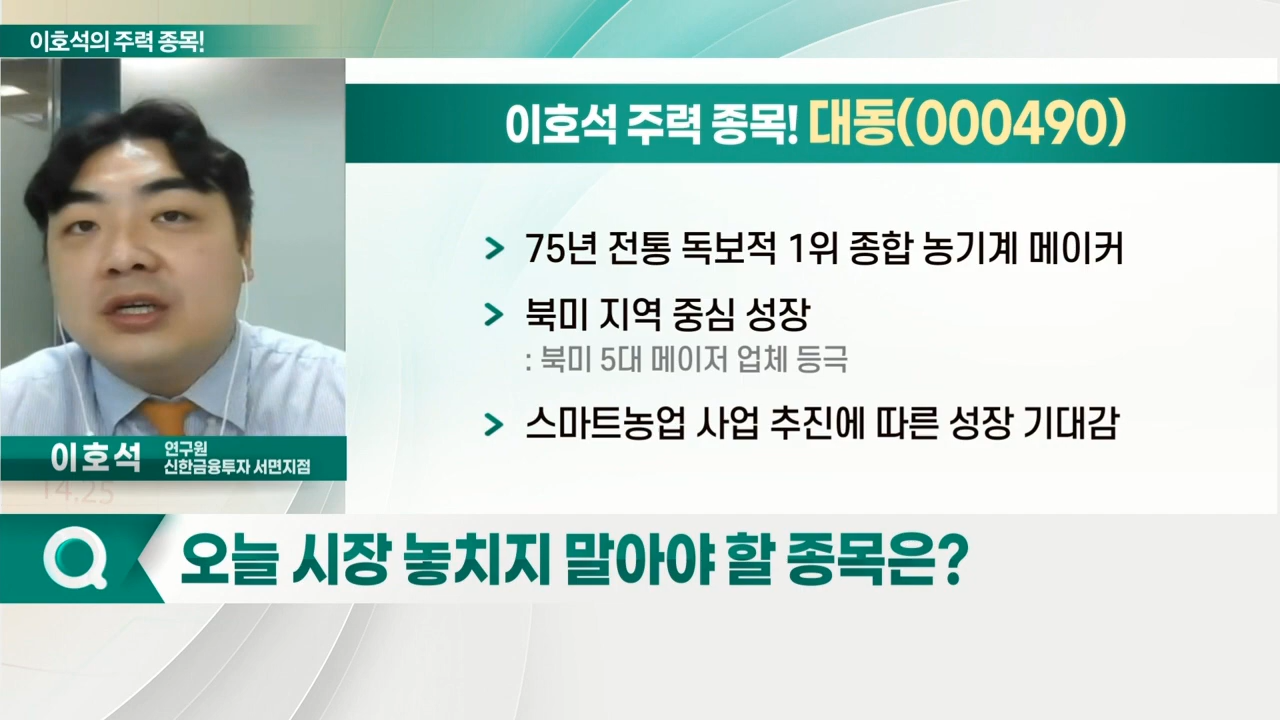 이호석의 주력 종목!
이호석 주력 종목! 대동(000490)
75년 전통 독보적 1위 종합 농기계 메이커
북미 지역 중심 성장
: 북미 5대 메이저 업체 등극
스마트농업 사업 추진에 따른 성장 기대감
이호석 연구원
신한금융투자 서면지점
14.25
Q 오늘 시장 놓치지 말아야 할 종목은?